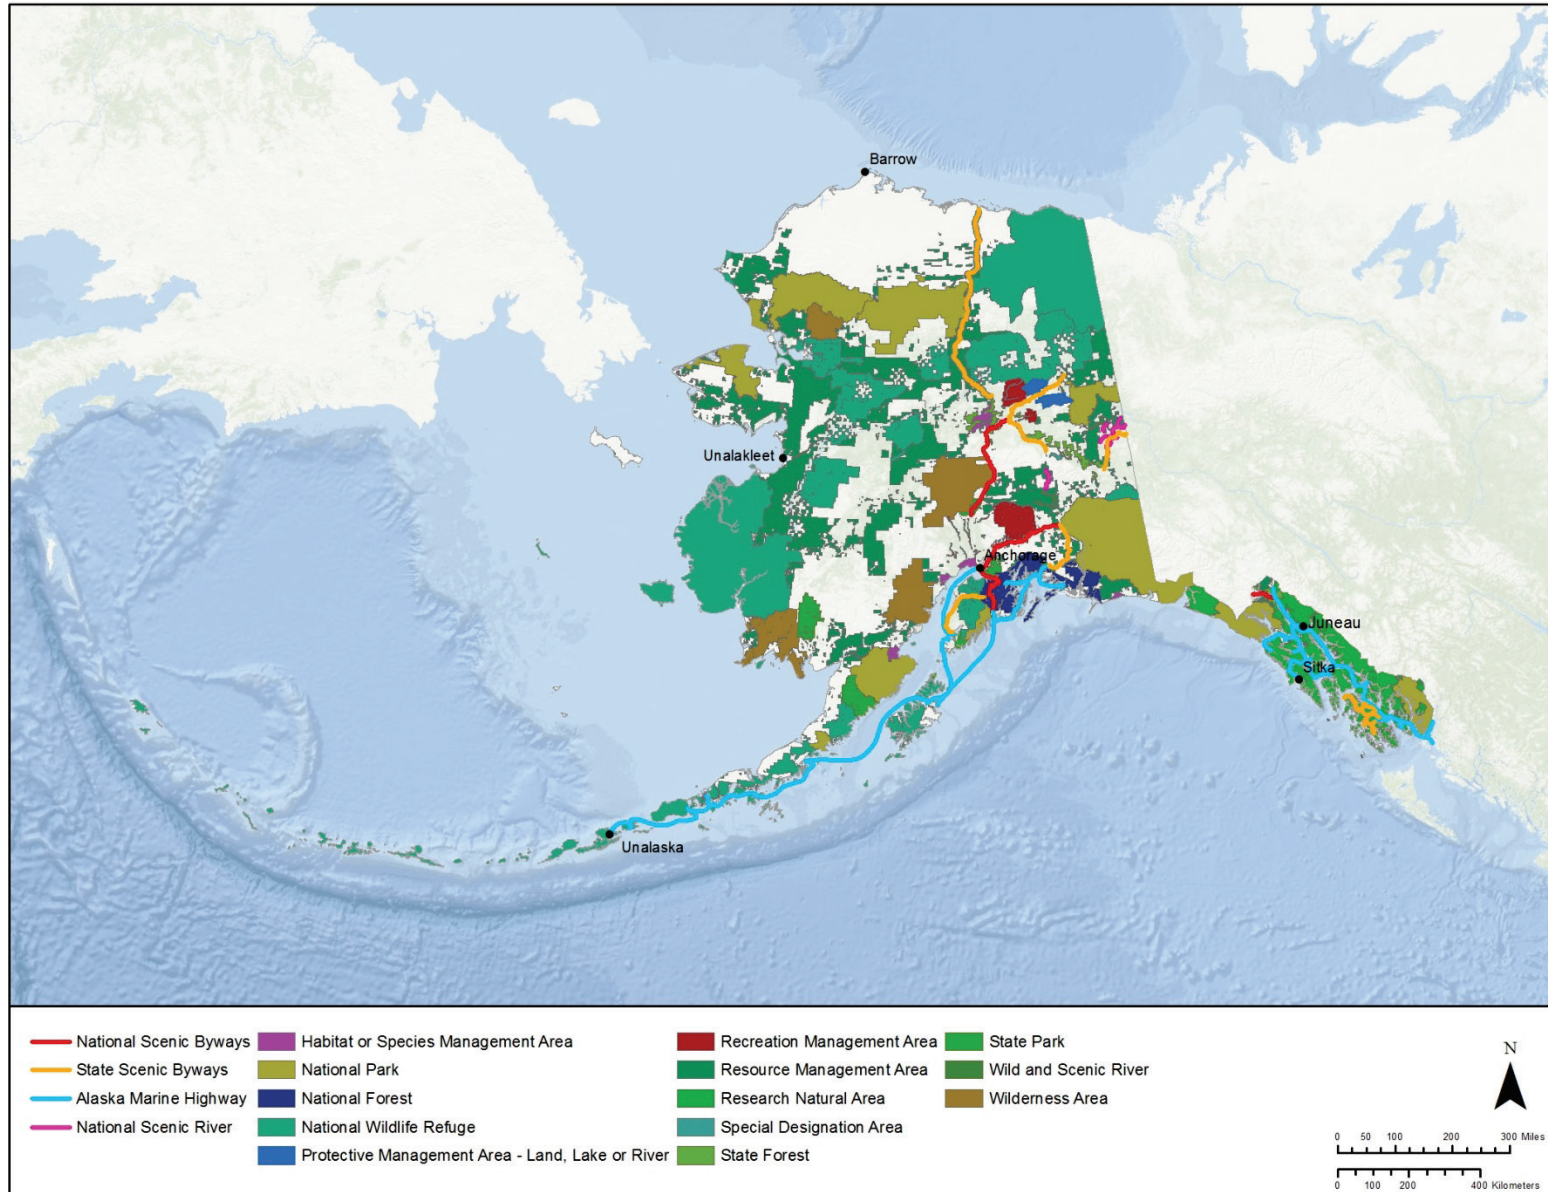 Barrow
Unalakleet
Anchorage
Juneau
Sitka
Unalaska
National Scenic Byways
State Scenic Byways
Alaska Marine Highway
National Scenic River
Habitat or Species Management Area
National Park
National Forest
National Wildlife Refuge
Protective Management Area - Land, Lake or River
Recreation Management Area
Resource Management Area
Research Natural Area
Special Designation Area
State Forest
State Park
Wild and Scenic River
Wilderness Area
N
0 50 100 200 300 Miles
0 100 200 400 Kilometers